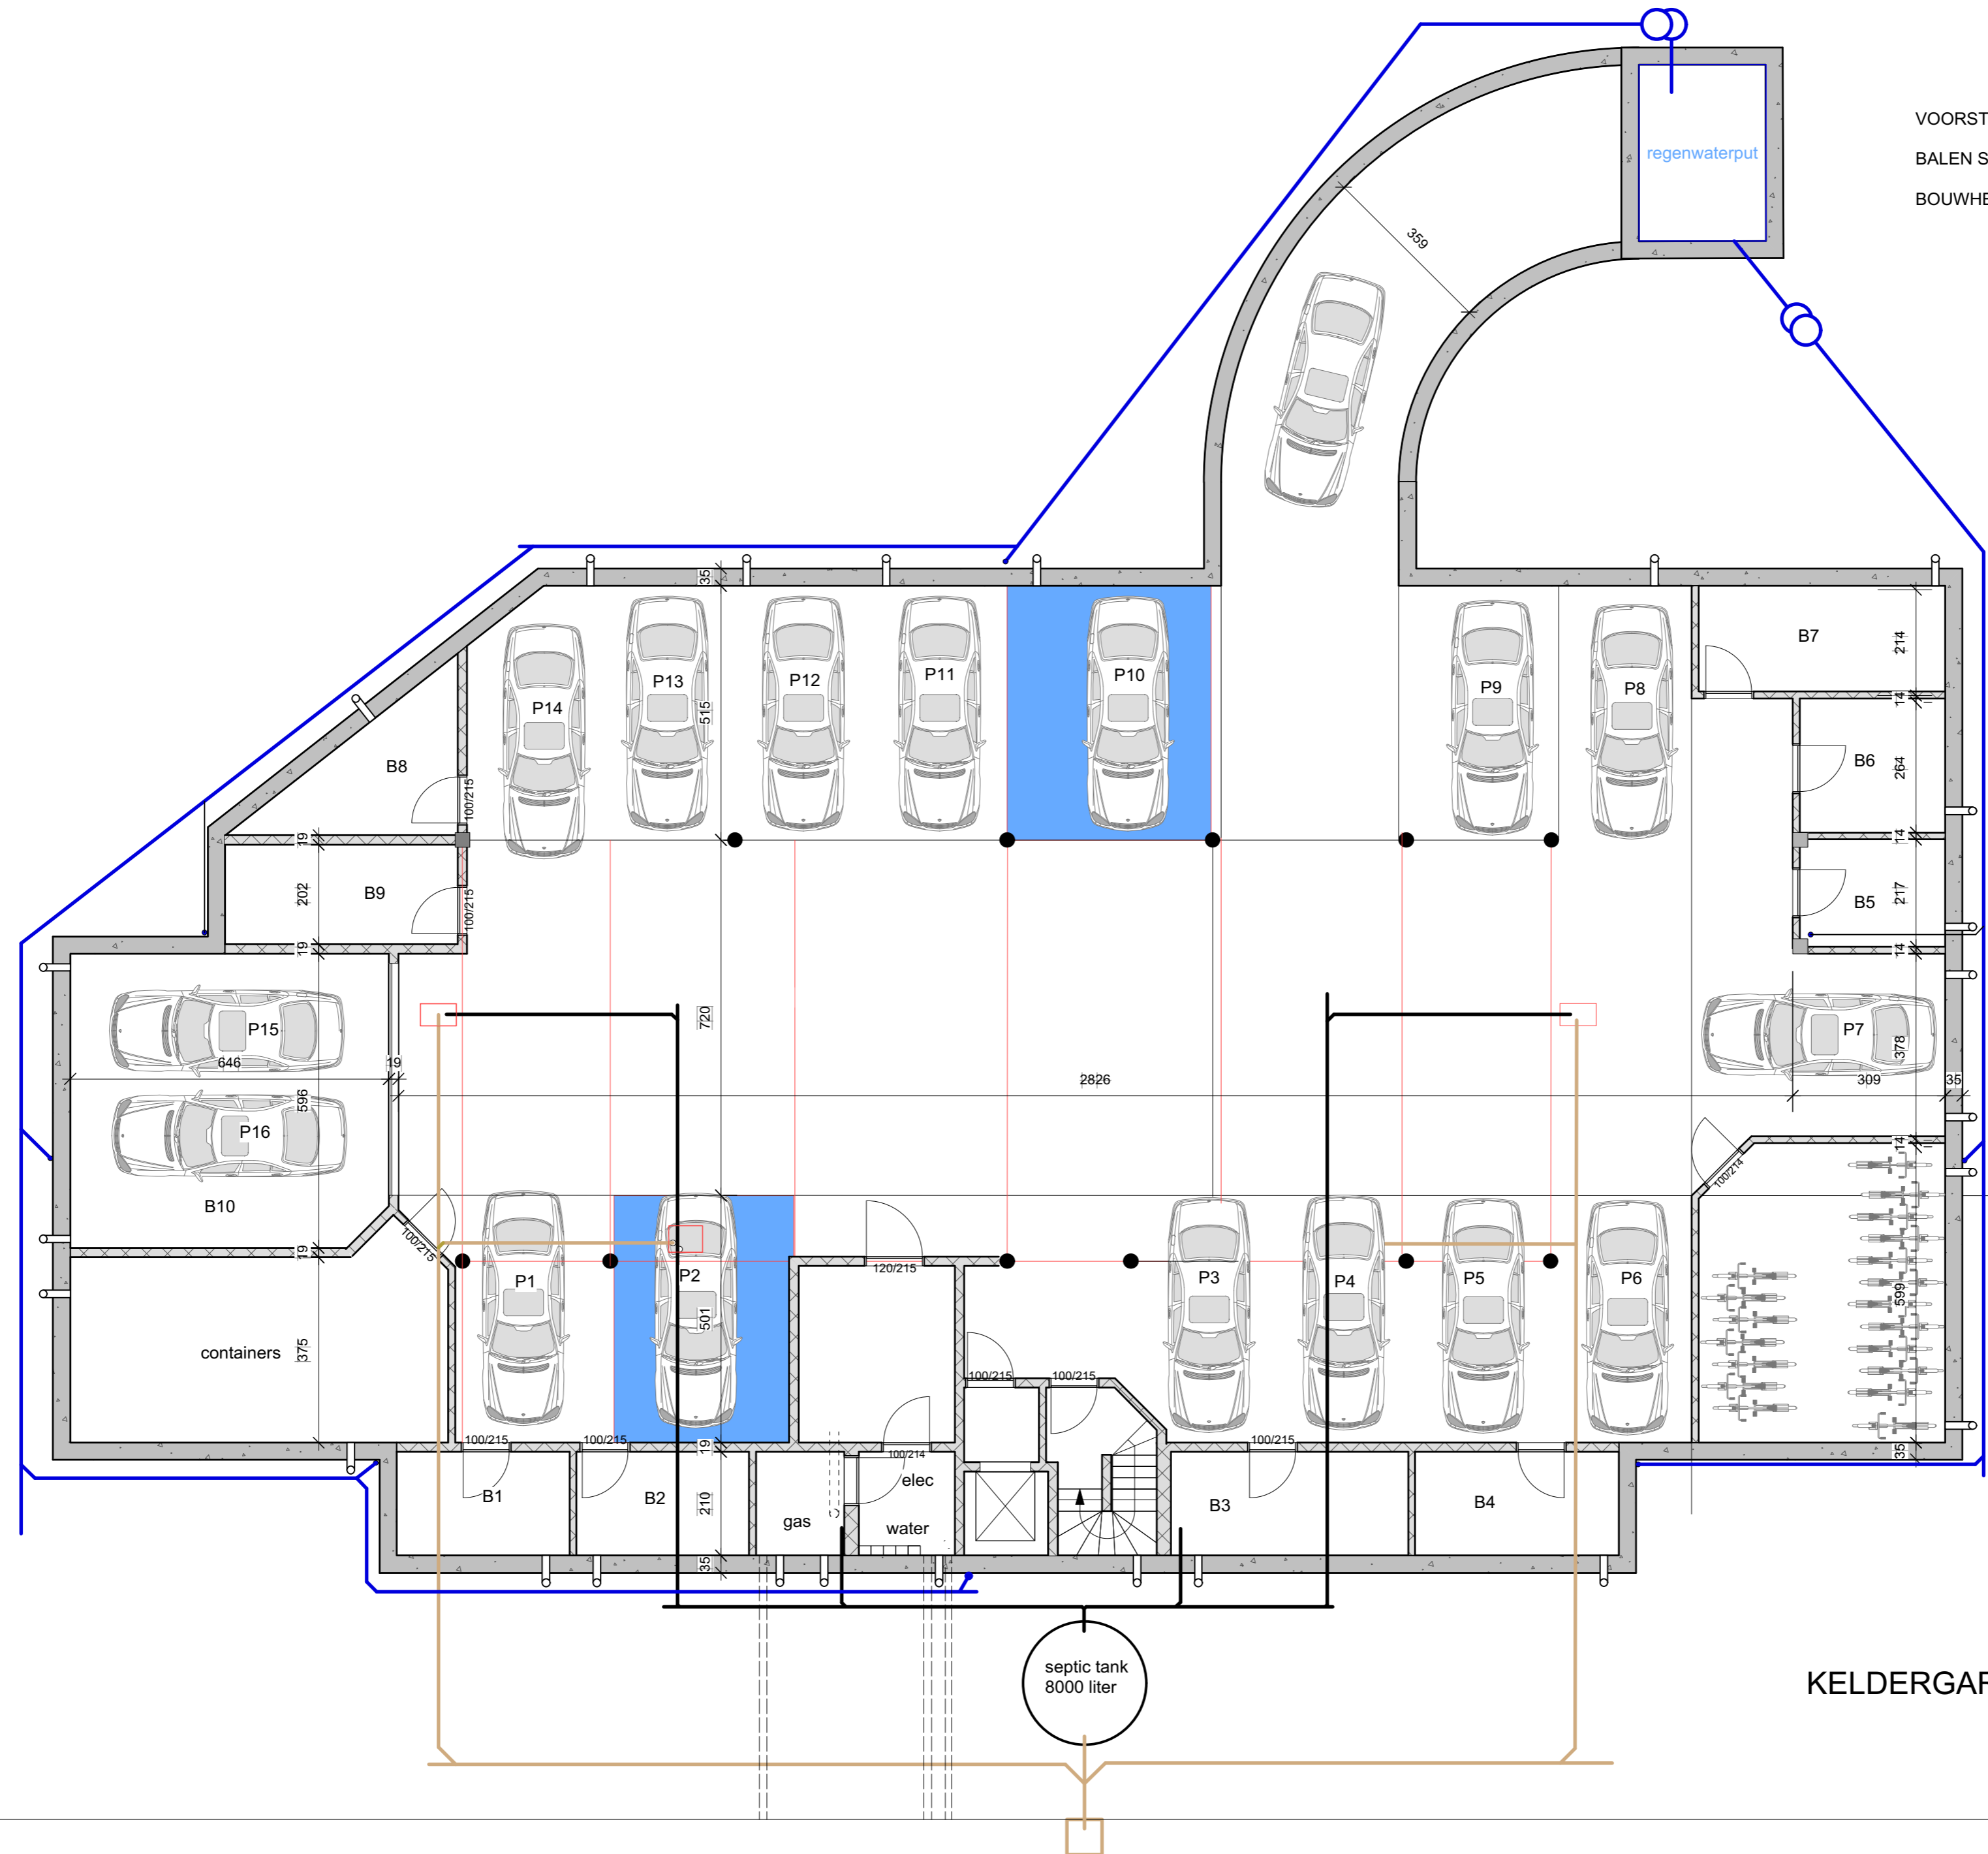 VOORST
regenwaterput
BALEN S
BOUWHE
359
35
P14
P13
P12
P11
P10
P9
P8
B7
214
14
515
B8
100/215
B6
264
19
14
202
B9
100/215
B5
217
19
14
P15
646
19
720
2826
P7
378
309
35
596
P16
B10
14
100/214
19
100/215
P1
P2
501
120/215
P3
P4
P5
P6
599
containers
375
100/215
100/215
100/215
100/215
19
100/214
100/215
35
B1
B2
210
gas
elec
water
B3
B4
35
septic tank
8000 liter
KELDERGAR